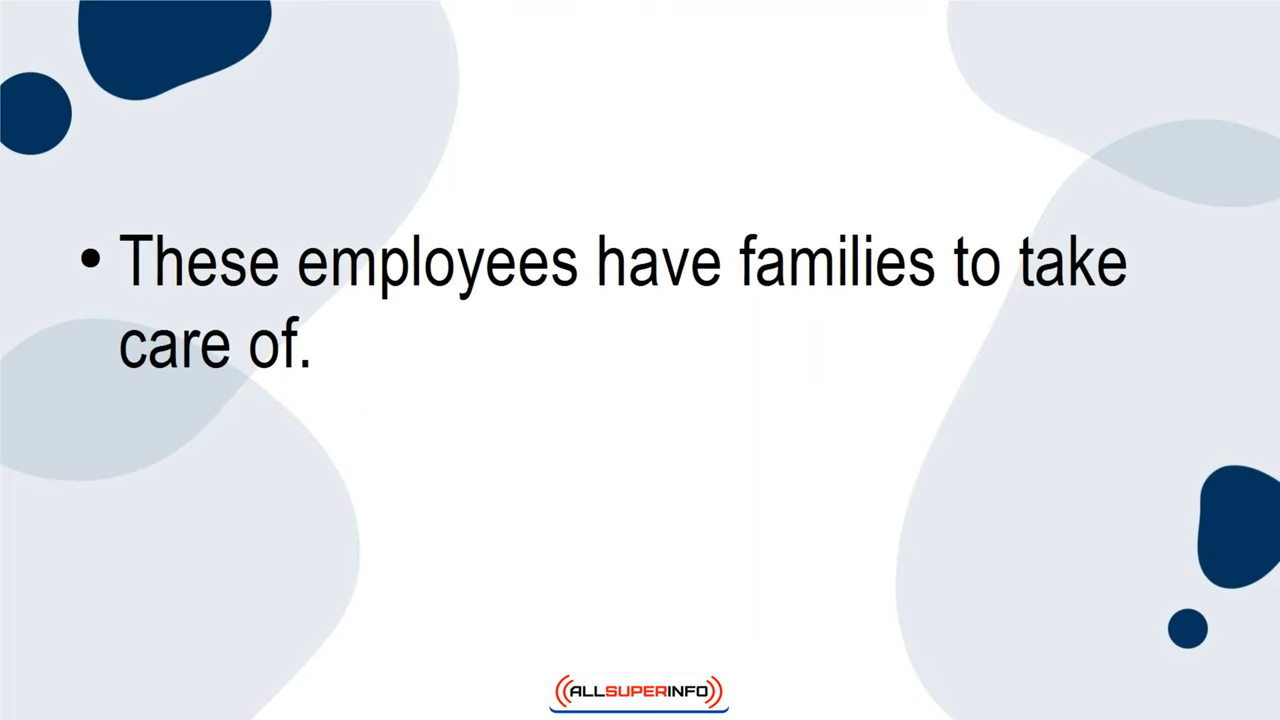 • These employees have families to take
care of.
ALLSUPERINFO